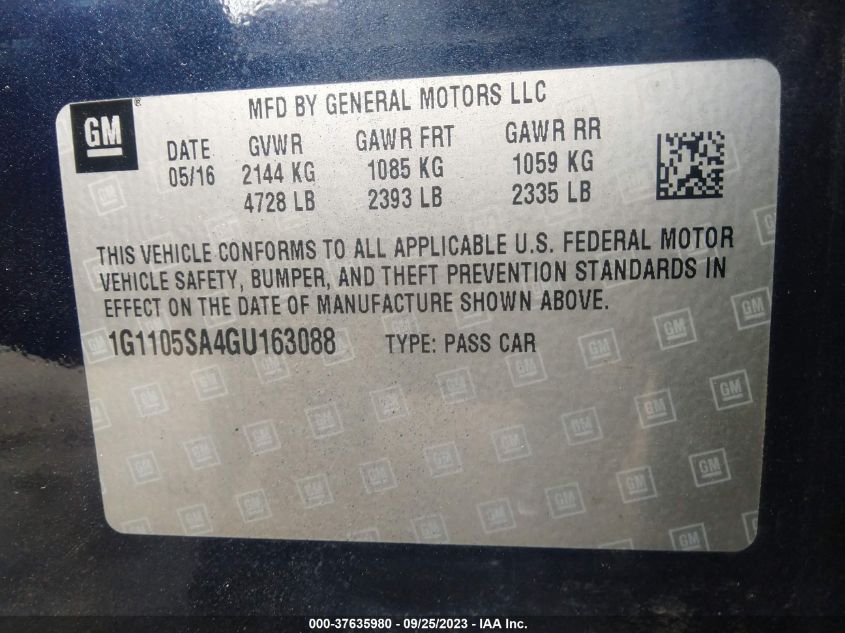 MFD BY GENERAL MOTORS LLC
GM ®
DATE GVWR GAWR FRT GAWR RR
05/16 2144 KG 1085 KG 1059 KG
4728 LB 2393 LB 2335 LB
THIS VEHICLE CONFORMS TO ALL APPLICABLE U.S. FEDERAL MOTOR
VEHICLE SAFETY, BUMPER, AND THEFT PREVENTION STANDARDS IN
EFFECT ON THE DATE OF MANUFACTURE SHOWN ABOVE.
1G1105SA4GU163088 TYPE: PASS CAR
000-37635980 - 09/25/2023 - IAA Inc.